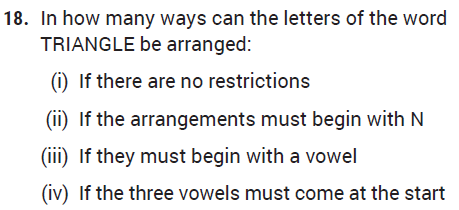 18. In how many ways can the letters of the word
TRIANGLE be arranged:
(i) If there are no restrictions
(ii) If the arrangements must begin with N
(iii) If they must begin with a vowel
(iv) If the three vowels must come at the start